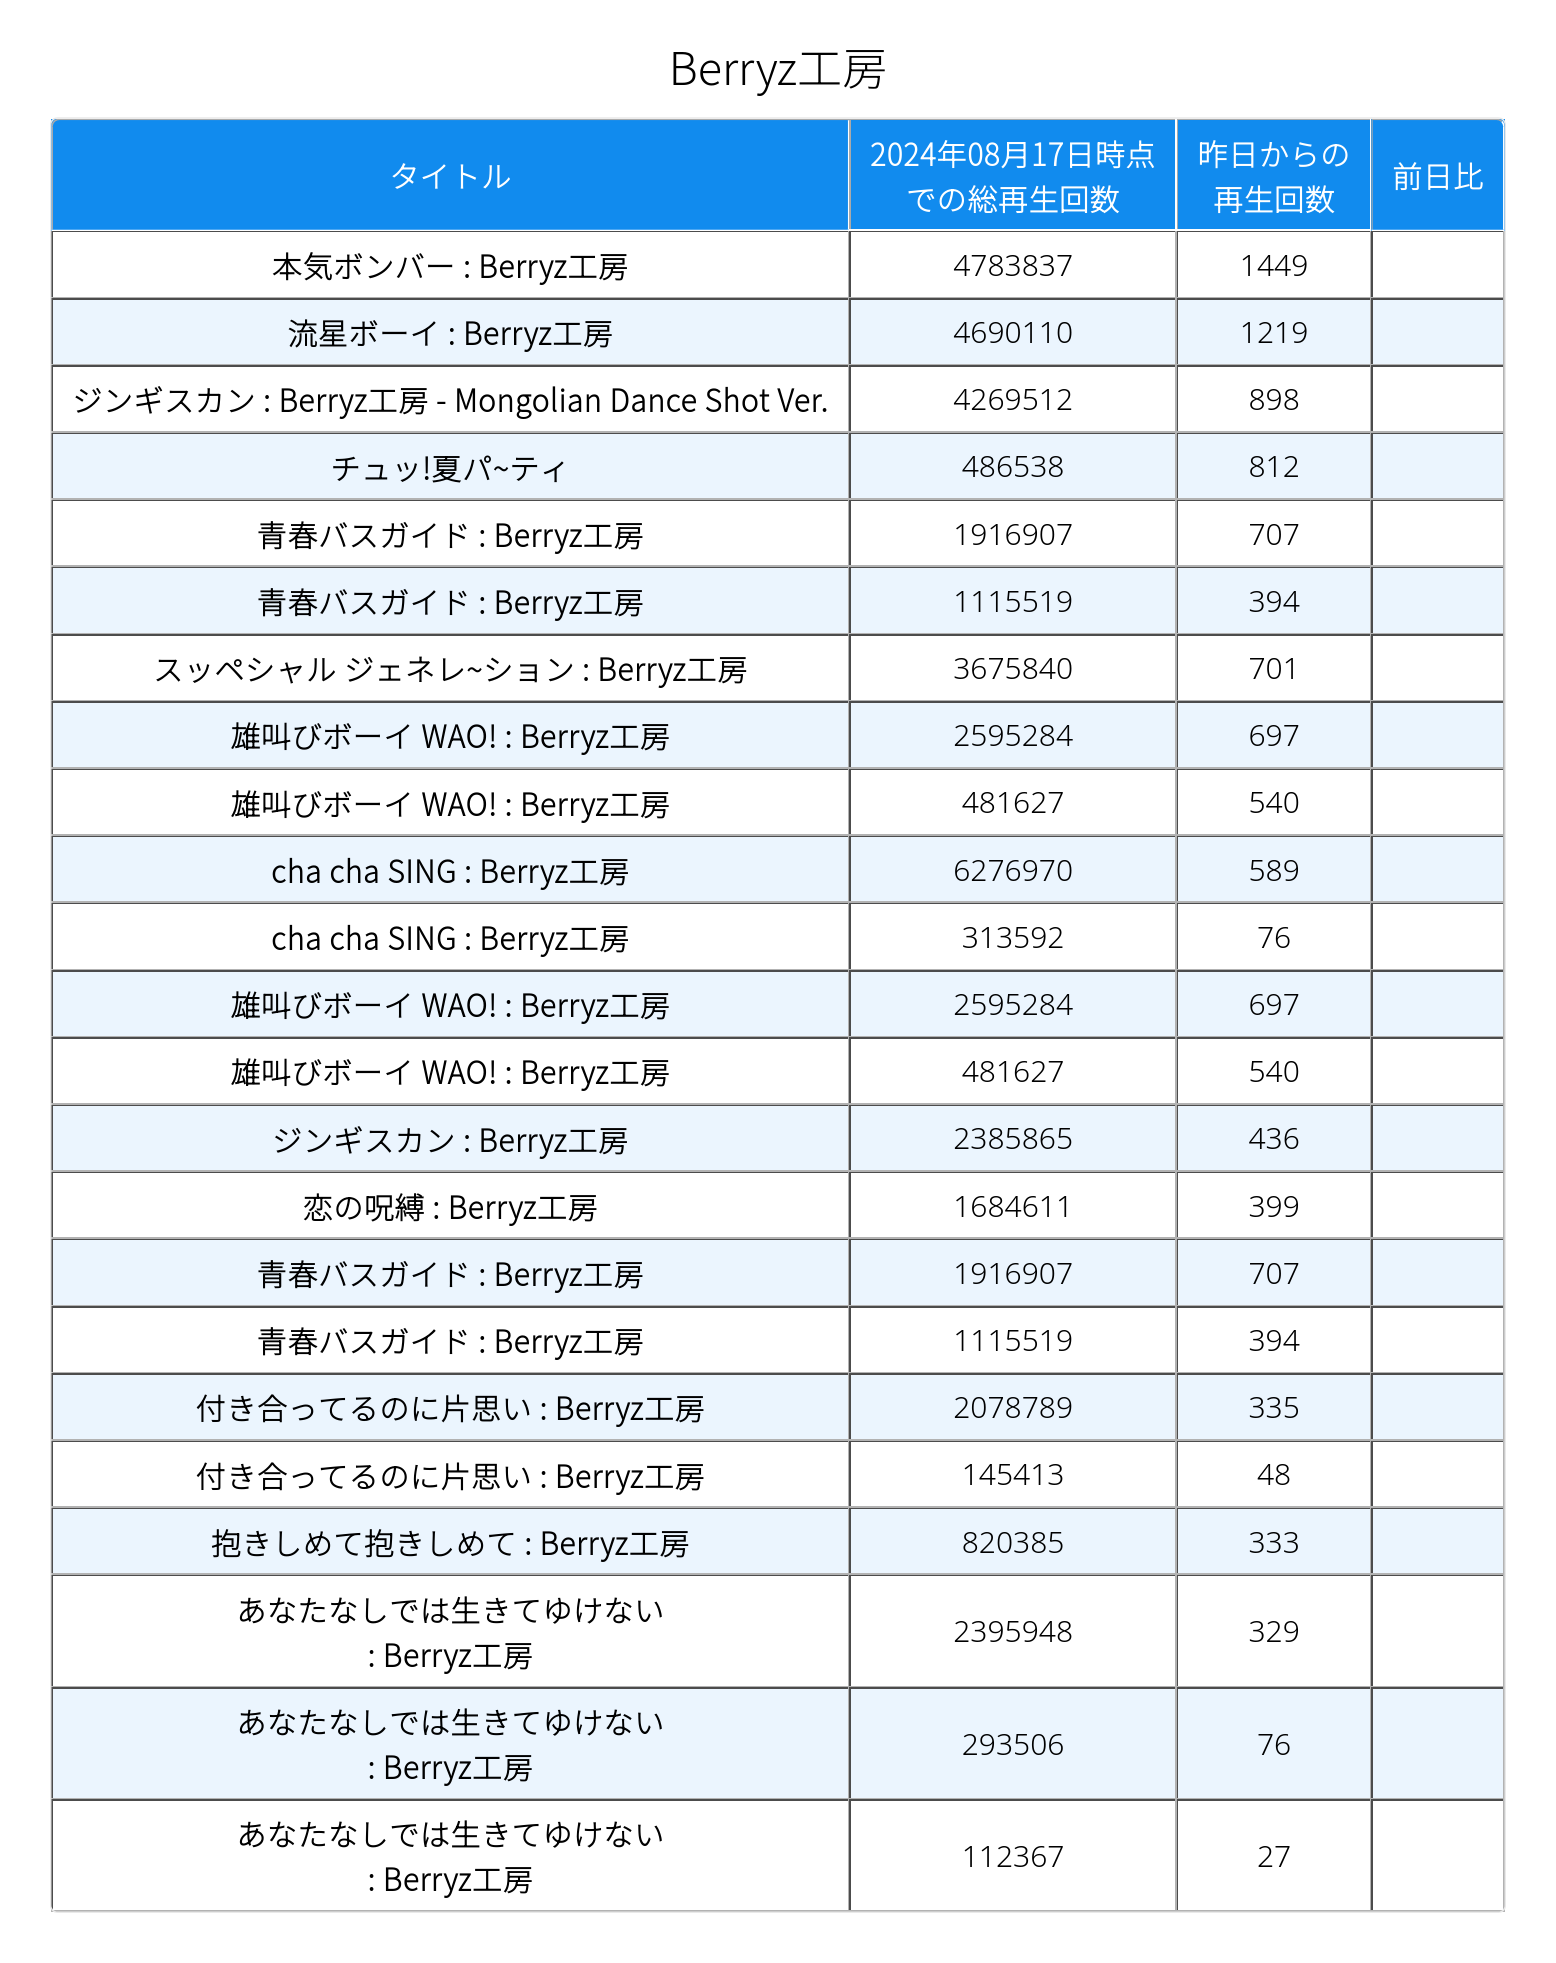 Berryz工房
タイトル
2024年08月17日時点
での総再生回数
昨日からの
再生回数
前日比
本気ボンバー : Berryz工房 4783837 1449
流星ボーイ : Berryz工房 4690110 1219
ジンギスカン : Berryz工房 - Mongolian Dance Shot Ver. 4269512 898
チュッ!夏パ~ティ 486538 812
青春バスガイド : Berryz工房 1916907 707
青春バスガイド : Berryz工房 1115519 394
スッペシャル ジェネレ~ション : Berryz工房 3675840 701
雄叫びボーイ WAO! : Berryz工房 2595284 697
雄叫びボーイ WAO! : Berryz工房 481627 540
cha cha SING : Berryz工房 6276970 589
cha cha SING : Berryz工房 313592 76
雄叫びボーイ WAO! : Berryz工房 2595284 697
雄叫びボーイ WAO! : Berryz工房 481627 540
ジンギスカン : Berryz工房 2385865 436
恋の呪縛 : Berryz工房 1684611 399
青春バスガイド : Berryz工房 1916907 707
青春バスガイド : Berryz工房 1115519 394
付き合ってるのに片思い : Berryz工房 2078789 335
付き合ってるのに片思い : Berryz工房 145413 48
抱きしめて抱きしめて : Berryz工房 820385 333
あなたなしでは生きてゆけない
: Berryz工房 2395948 329
あなたなしでは生きてゆけない
: Berryz工房 293506 76
あなたなしでは生きてゆけない
: Berryz工房 112367 27